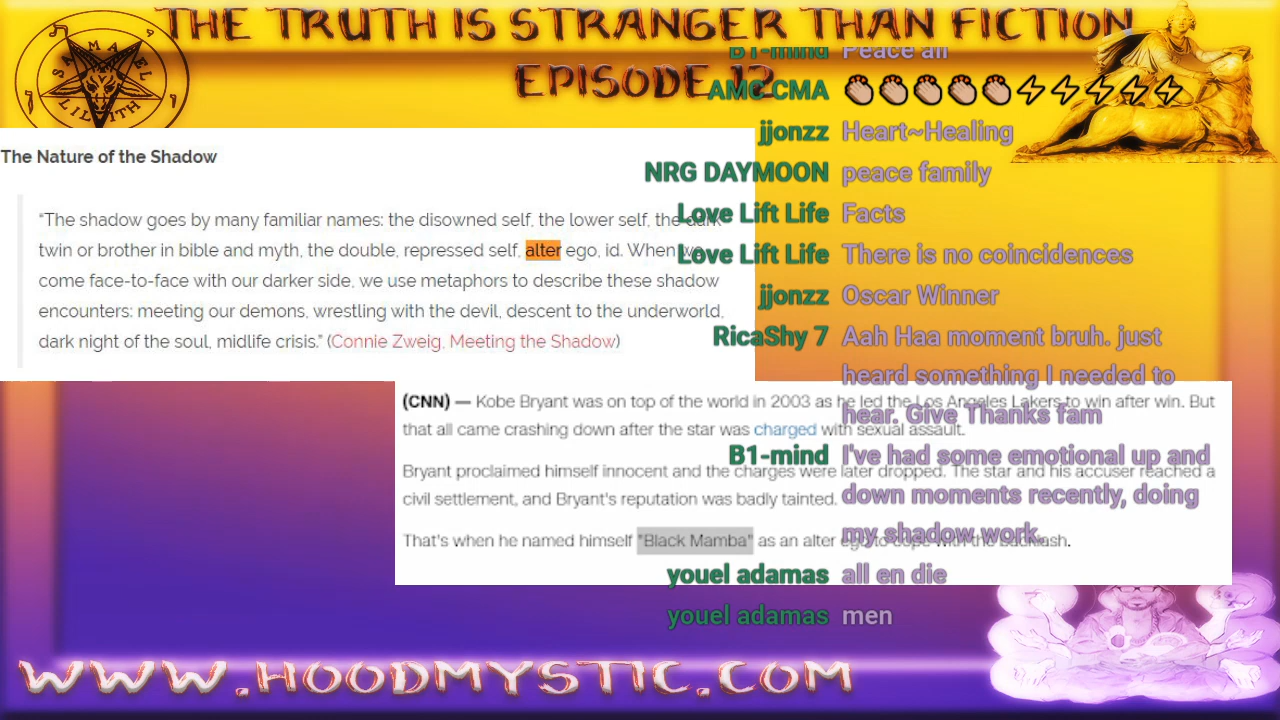 THE TRUTH IS STRANGER THAN FICTION
EPISODE 12
SAMAEL
LILITH
The Nature of the Shadow
“The shadow goes by many familiar names: the disowned self, the lower self, the dark
twin or brother in bible and myth, the double, repressed self, alter ego, id. When we
come face-to-face with our darker side, we use metaphors to describe these shadow
encounters: meeting our demons, wrestling with the devil, descent to the underworld,
dark night of the soul, midlife crisis.” (Connie Zweig, Meeting the Shadow)
(CNN) — Kobe Bryant was on top of the world in 2003 as he led the Los Angeles Lakers to win after win. But
that all came crashing down after the star was charged with sexual assault.
Bryant proclaimed himself innocent and the charges were later dropped. The star and his accuser reached a
civil settlement, and Bryant's reputation was badly tainted.
That's when he named himself "Black Mamba" as an alter ego to cope with the backlash.
B1-mind Peace all
AMC CMA 👏🏼👏🏼👏🏼👏🏼👏🏼⚡⚡⚡⚡⚡
jjonzz Heart~Healing
NRG DAYMOON peace family
Love Lift Life Facts
Love Lift Life There is no coincidences
jjonzz Oscar Winner
RicaShy 7 Aah Haa moment bruh. just
heard something I needed to
hear. Give Thanks fam
B1-mind I've had some emotional up and
down moments recently, doing
my shadow work.
youel adamas all en die
youel adamas men
WWW.HOODMYSTIC.COM